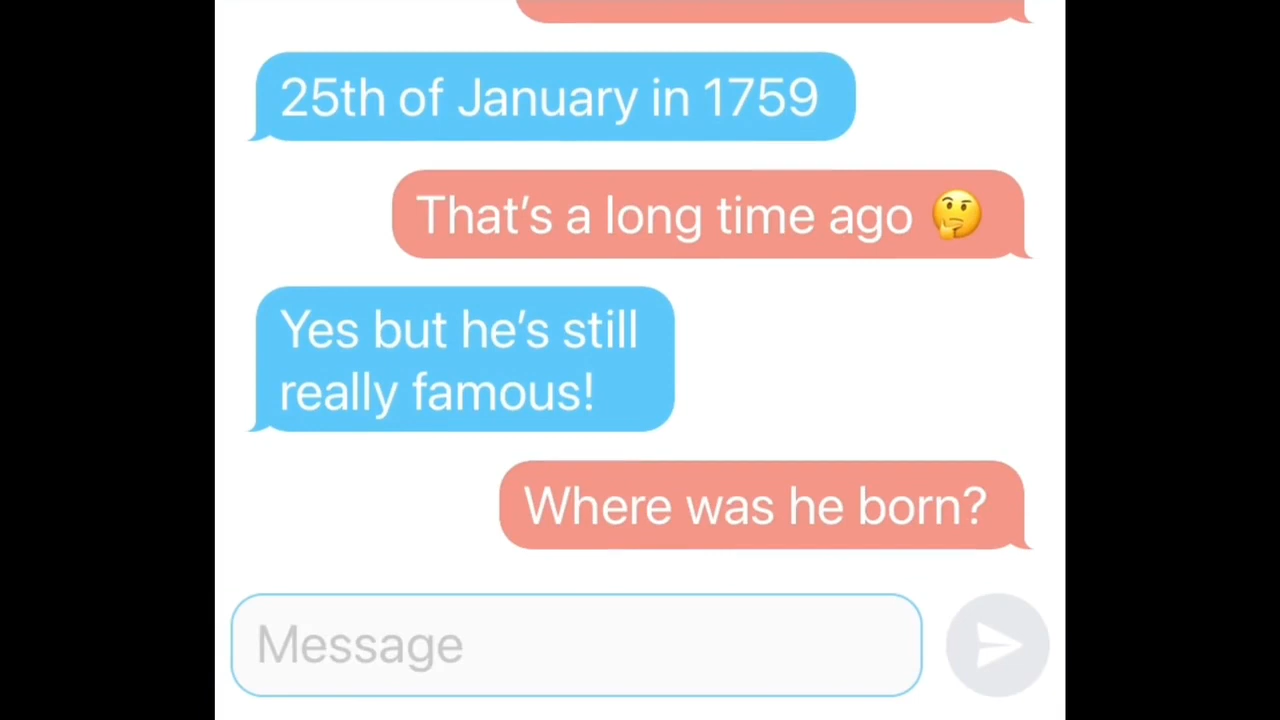 25th of January in 1759
That’s a long time ago 🤔
Yes but he’s still
really famous!
Where was he born?
Message